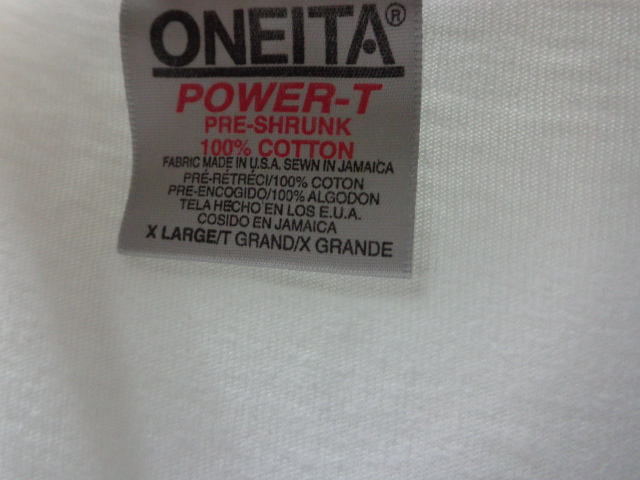 ONEITA®
POWER-T
PRE-SHRUNK
100% COTTON
FABRIC MADE IN U.S.A. SEWN IN JAMAICA
PRÉ-RÉTRÉCI/100% COTON
PRE-ENCOGIDO/100% ALGODON
TELA HECHO EN LOS E.U.A.
COSIDO EN JAMAICA
X LARGE/T GRAND/X GRANDE